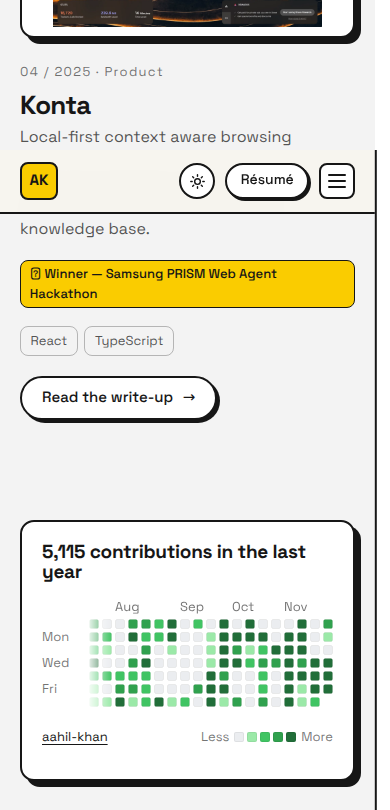 04 / 2025 · Product
Konta
Local-first context aware browsing
AK
Résumé
knowledge base.
Winner — Samsung PRISM Web Agent
Hackathon
React
TypeScript
Read the write-up →
5,115 contributions in the last
year
Aug Sep Oct Nov
Mon
Wed
Fri
aahil-khan
Less More